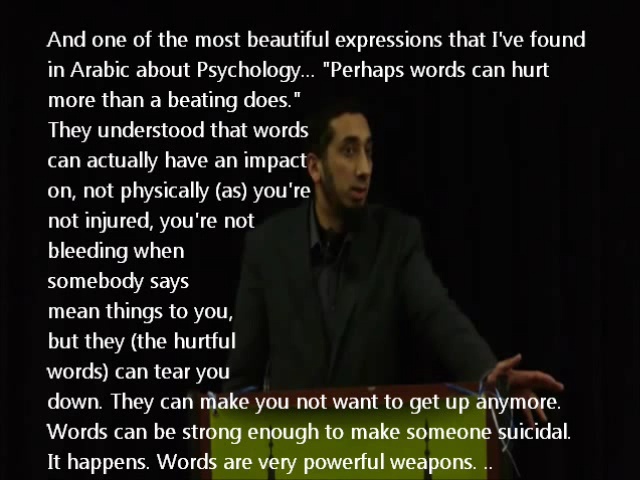 And one of the most beautiful expressions that I've found
in Arabic about Psychology... "Perhaps words can hurt
more than a beating does."
They understood that words
can actually have an impact
on, not physically (as) you're
not injured, you're not
bleeding when
somebody says
mean things to you,
but they (the hurtful
words) can tear you
down. They can make you not want to get up anymore.
Words can be strong enough to make someone suicidal.
It happens. Words are very powerful weapons. ..